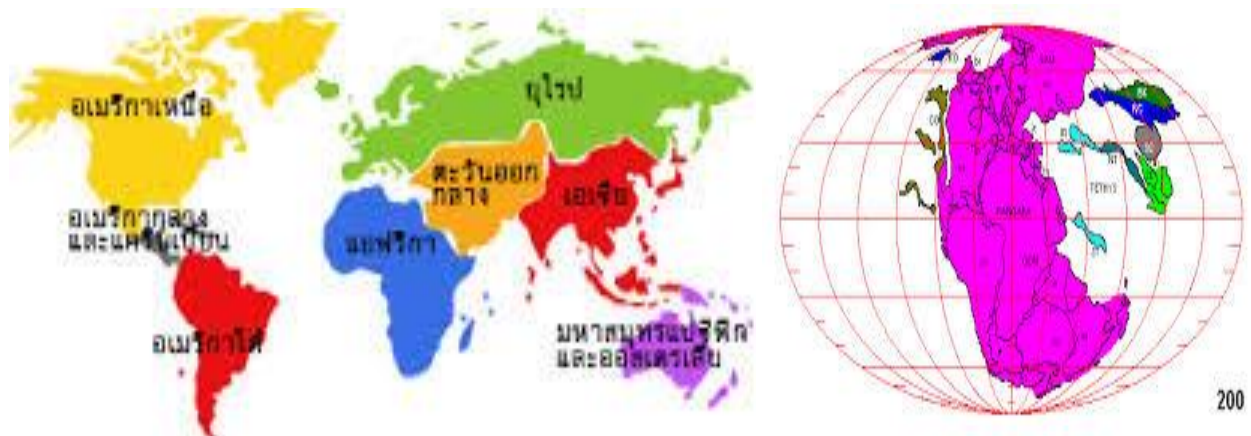 อเมริกาเหนือ
ยุโรป
ตะวันออก
กลาง
เอเชีย
อเมริกากลาง
และแคริบเบียน
แอฟริกา
อเมริกาใต้
มหาสมุทรแปซิฟิก
และออสเตรเลีย
PANGAEA
TETHYS
200